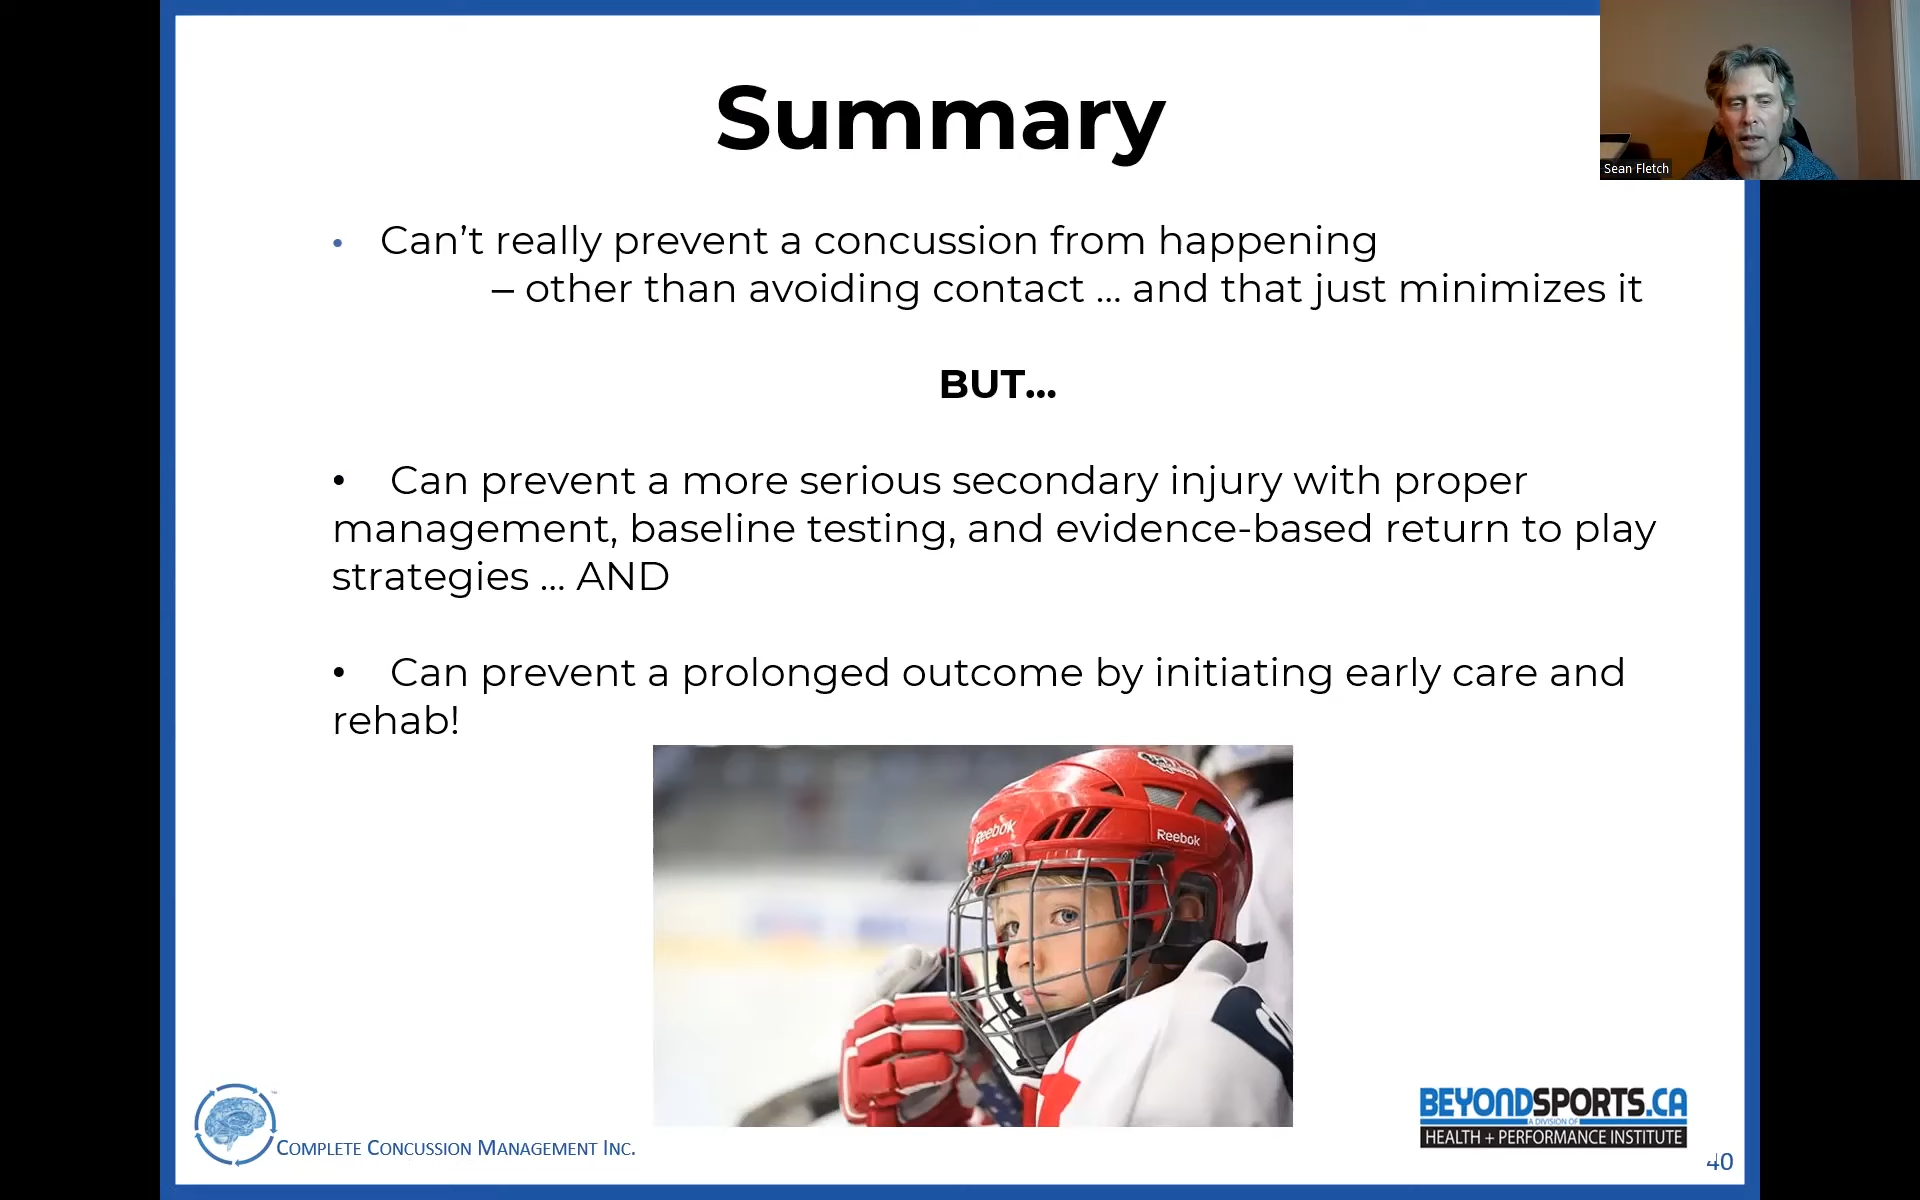 Summary
Sean Fletch
• Can’t really prevent a concussion from happening
– other than avoiding contact … and that just minimizes it
BUT…
• Can prevent a more serious secondary injury with proper
management, baseline testing, and evidence-based return to play
strategies … AND
• Can prevent a prolonged outcome by initiating early care and
rehab!
Reebok
Reebok
COMPLETE CONCUSSION MANAGEMENT INC.
™
BEYONDSPORTS.CA
A DIVISION OF
HEALTH + PERFORMANCE INSTITUTE
40